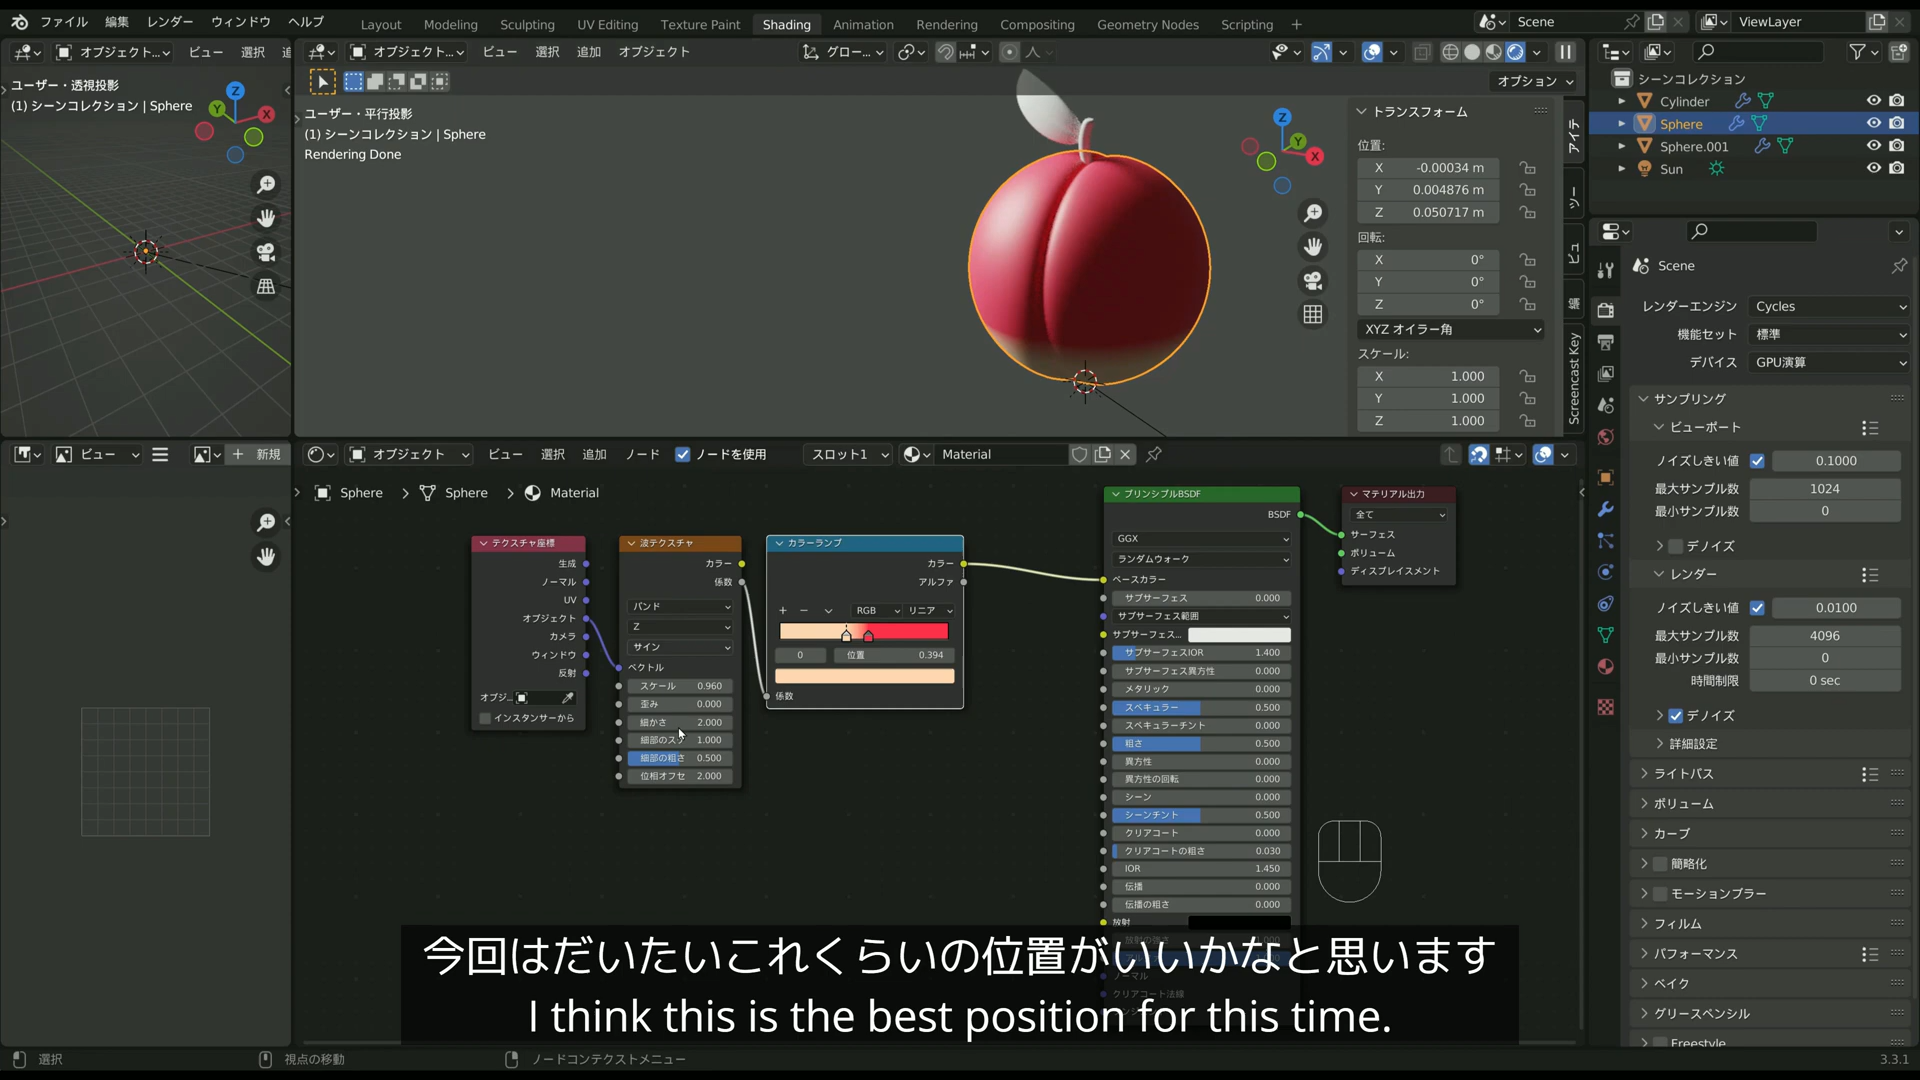 ファイル 編集 レンダー ウィンドウ ヘルプ Layout Modeling Sculpting UV Editing Texture Paint Shading Animation Rendering Compositing Geometry Nodes Scripting + Scene ViewLayer
オブジェクト... ビュー 選択
オブジェクト... ビュー 選択 追加 オブジェクト グロー...
オプション
ユーザー・透視投影
(1) シーンコレクション | Sphere
ユーザー・平行投影
(1) シーンコレクション | Sphere
Rendering Done
トランスフォーム
位置:
X -0.00034 m
Y 0.004876 m
Z 0.050717 m
回転:
X 0°
Y 0°
Z 0°
XYZ オイラー角
スケール:
X 1.000
Y 1.000
Z 1.000
Screencast Key
シーンコレクション
Cylinder
Sphere
Sphere.001
Sun
Scene
レンダーエンジン Cycles
機能セット 標準
デバイス GPU演算
サンプリング
ビューポート
ノイズしきい値 0.1000
最大サンプル数 1024
最小サンプル数 0
デノイズ
レンダー
ノイズしきい値 0.0100
最大サンプル数 4096
最小サンプル数 0
時間制限 0 sec
デノイズ
詳細設定
ライトパス
ボリューム
カーブ
簡略化
モーションブラー
フィルム
パフォーマンス
ベイク
グリースペンシル
Freestyle
ビュー + 新規
オブジェクト ビュー 選択 追加 ノード ノードを使用 スロット1 Material
Sphere > Sphere > Material
テクスチャ座標
生成
ノーマル
UV
オブジェクト
カメラ
ウィンドウ
反射
オブジ...
インスタンサーから
波テクスチャ
カラー
係数
バンド
Z
サイン
ベクトル
スケール 0.960
歪み 0.000
細かさ 2.000
細部のスケ 1.000
細部の粗さ 0.500
位相オフセ 2.000
カラーランプ
カラー
アルファ
+ − RGB リニア
0 位置 0.394
係数
プリンシプルBSDF
BSDF
GGX
ランダムウォーク
ベースカラー
サブサーフェス 0.000
サブサーフェス範囲
サブサーフェス...
サブサーフェスIOR 1.400
サブサーフェス異方性 0.000
メタリック 0.000
スペキュラー 0.500
スペキュラーチント 0.000
粗さ 0.500
異方性 0.000
異方性の回転 0.000
シーン 0.000
シーンチント 0.500
クリアコート 0.000
クリアコートの粗さ 0.030
IOR 1.450
伝播 0.000
伝播の粗さ 0.000
放射
ノーマル
クリアコート法線
マテリアル出力
全て
サーフェス
ボリューム
ディスプレイスメント
今回はだいたいこれくらいの位置がいいかなと思います
I think this is the best position for this time.
選択 視点の移動 ノードコンテクストメニュー 3.3.1